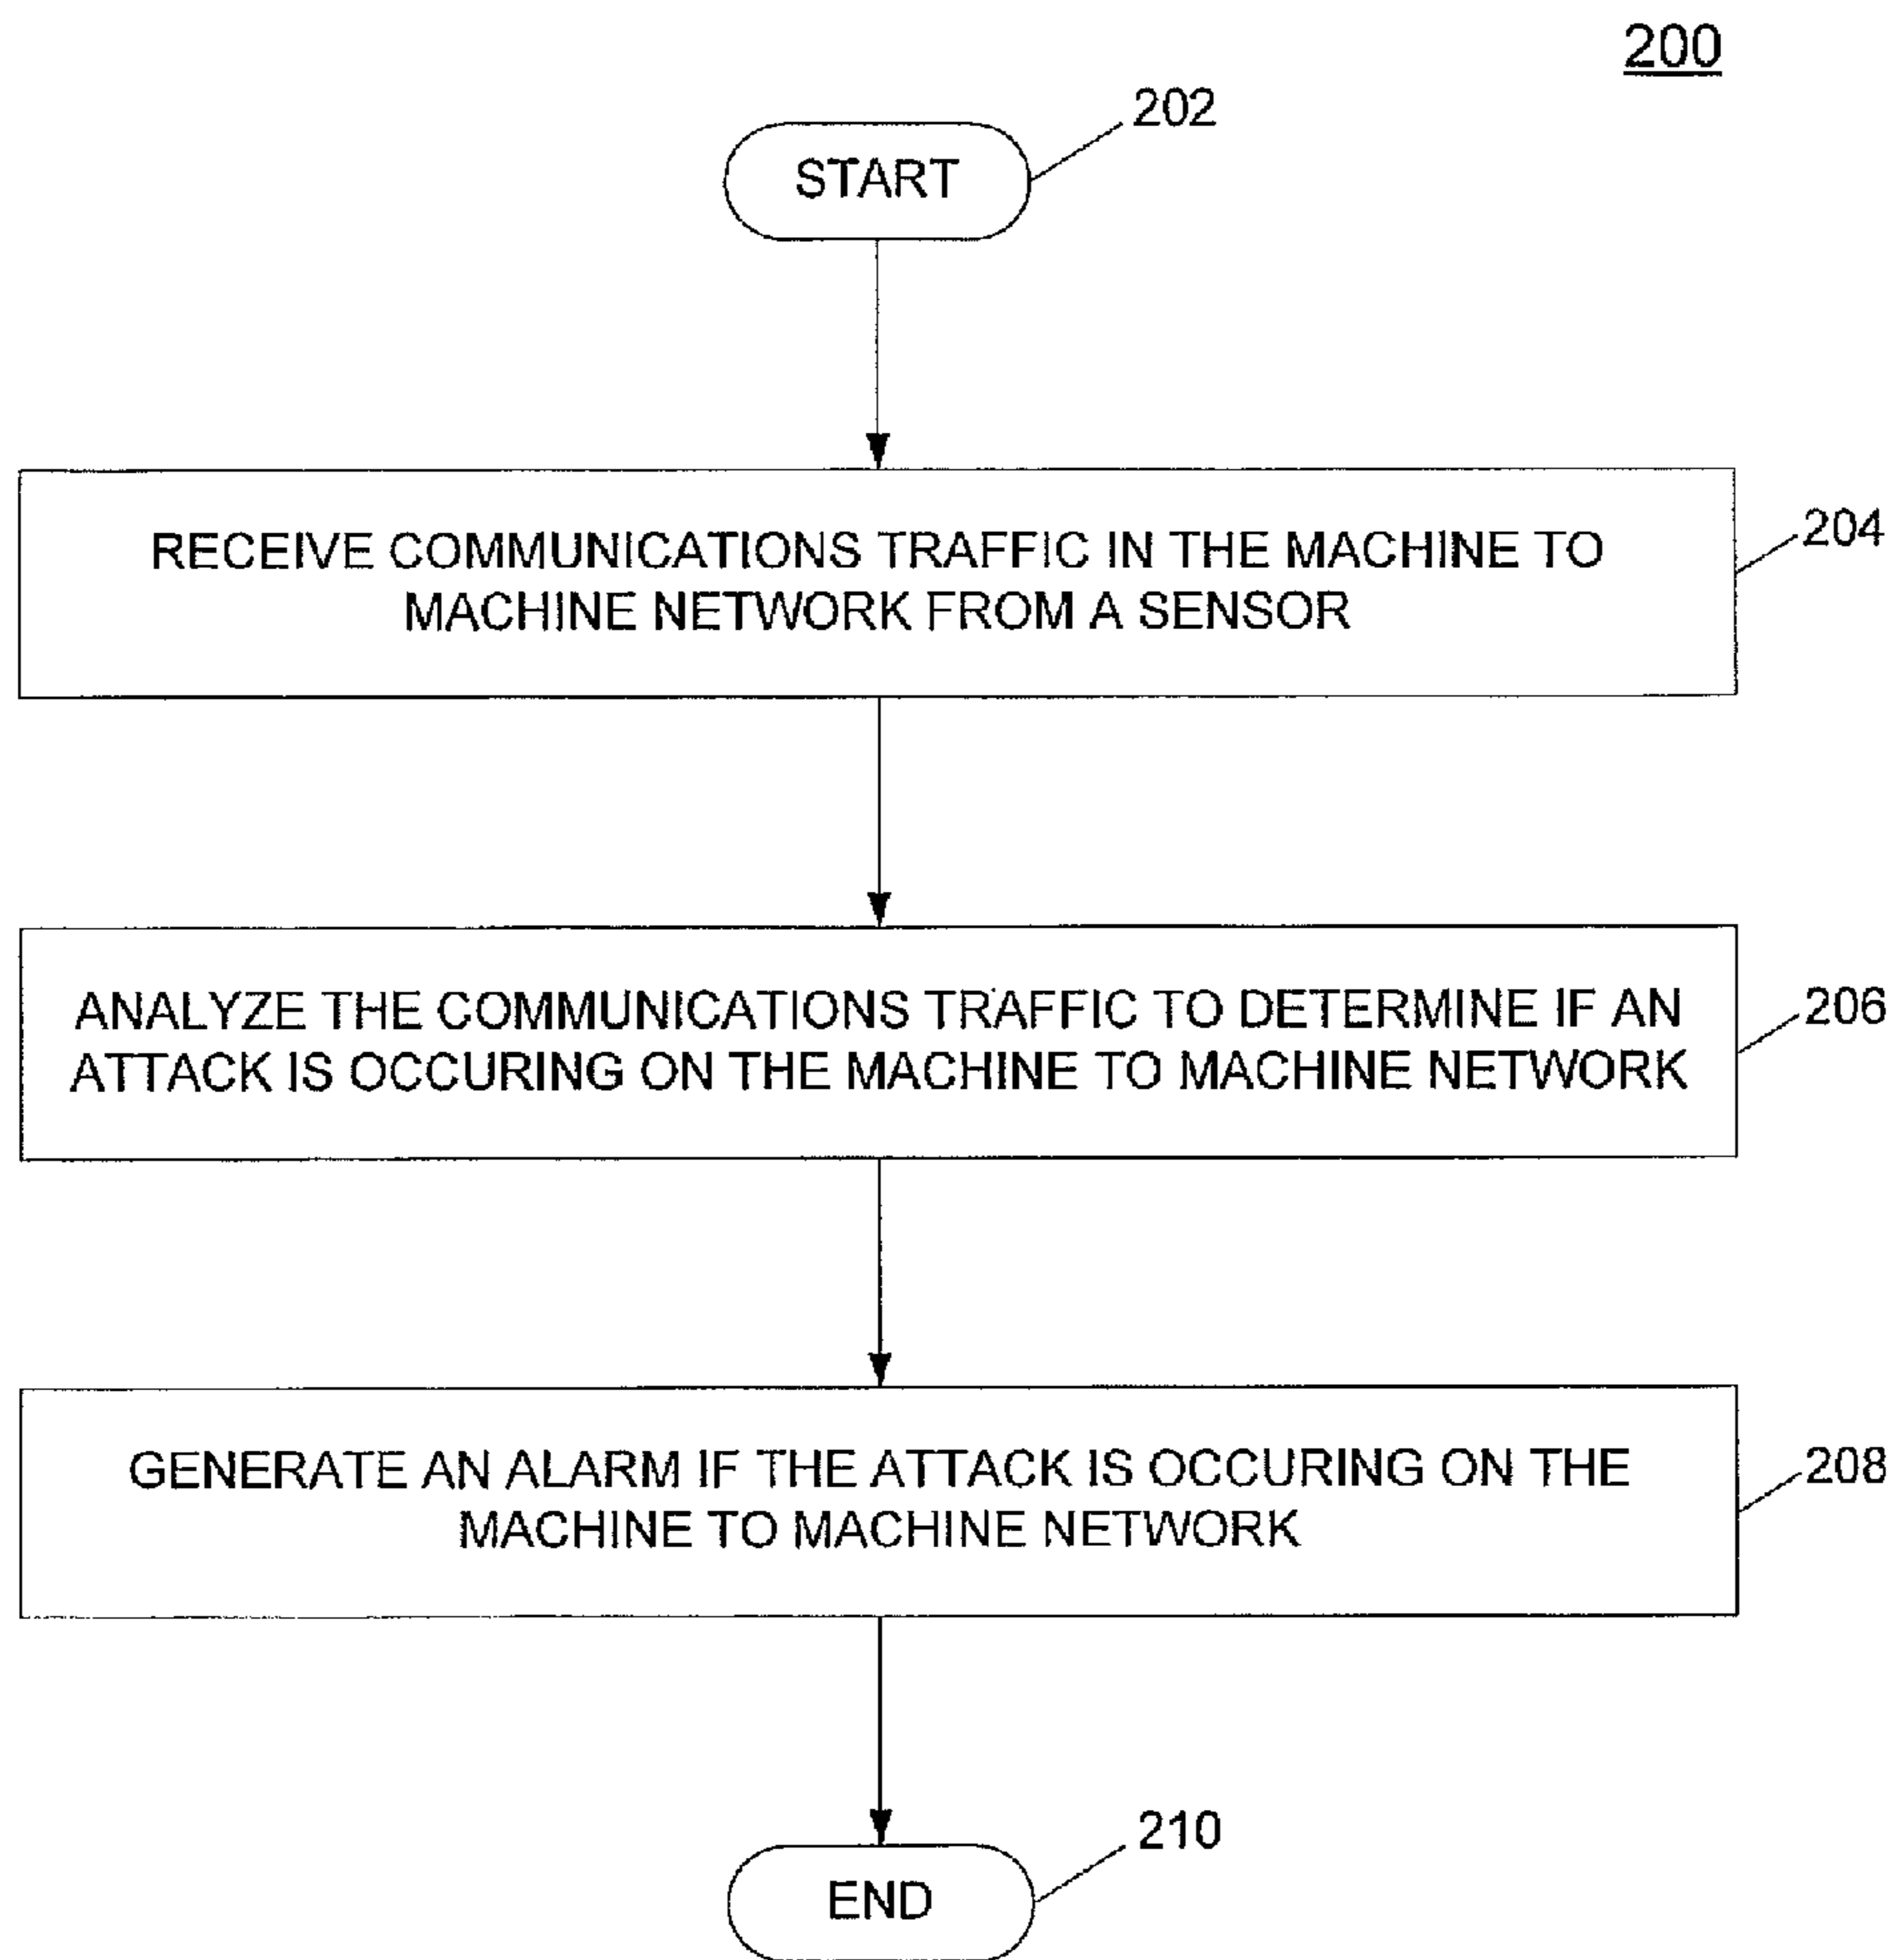 200
202
START
RECEIVE COMMUNICATIONS TRAFFIC IN THE MACHINE TO
MACHINE NETWORK FROM A SENSOR
204
ANALYZE THE COMMUNICATIONS TRAFFIC TO DETERMINE IF AN
ATTACK IS OCCURING ON THE MACHINE TO MACHINE NETWORK
206
GENERATE AN ALARM IF THE ATTACK IS OCCURING ON THE
MACHINE TO MACHINE NETWORK
208
210
END